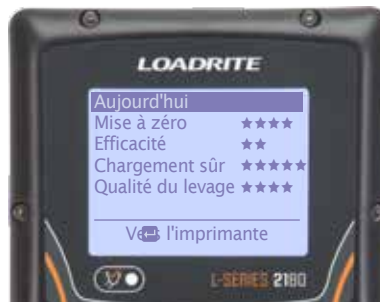 LOADRITE
Aujourd'hui
Mise à zéro ★★★★
Efficacité ★★
Chargement sûr ★★★★★
Qualité du levage ★★★★
l'imprimante
L-SERIES 2180